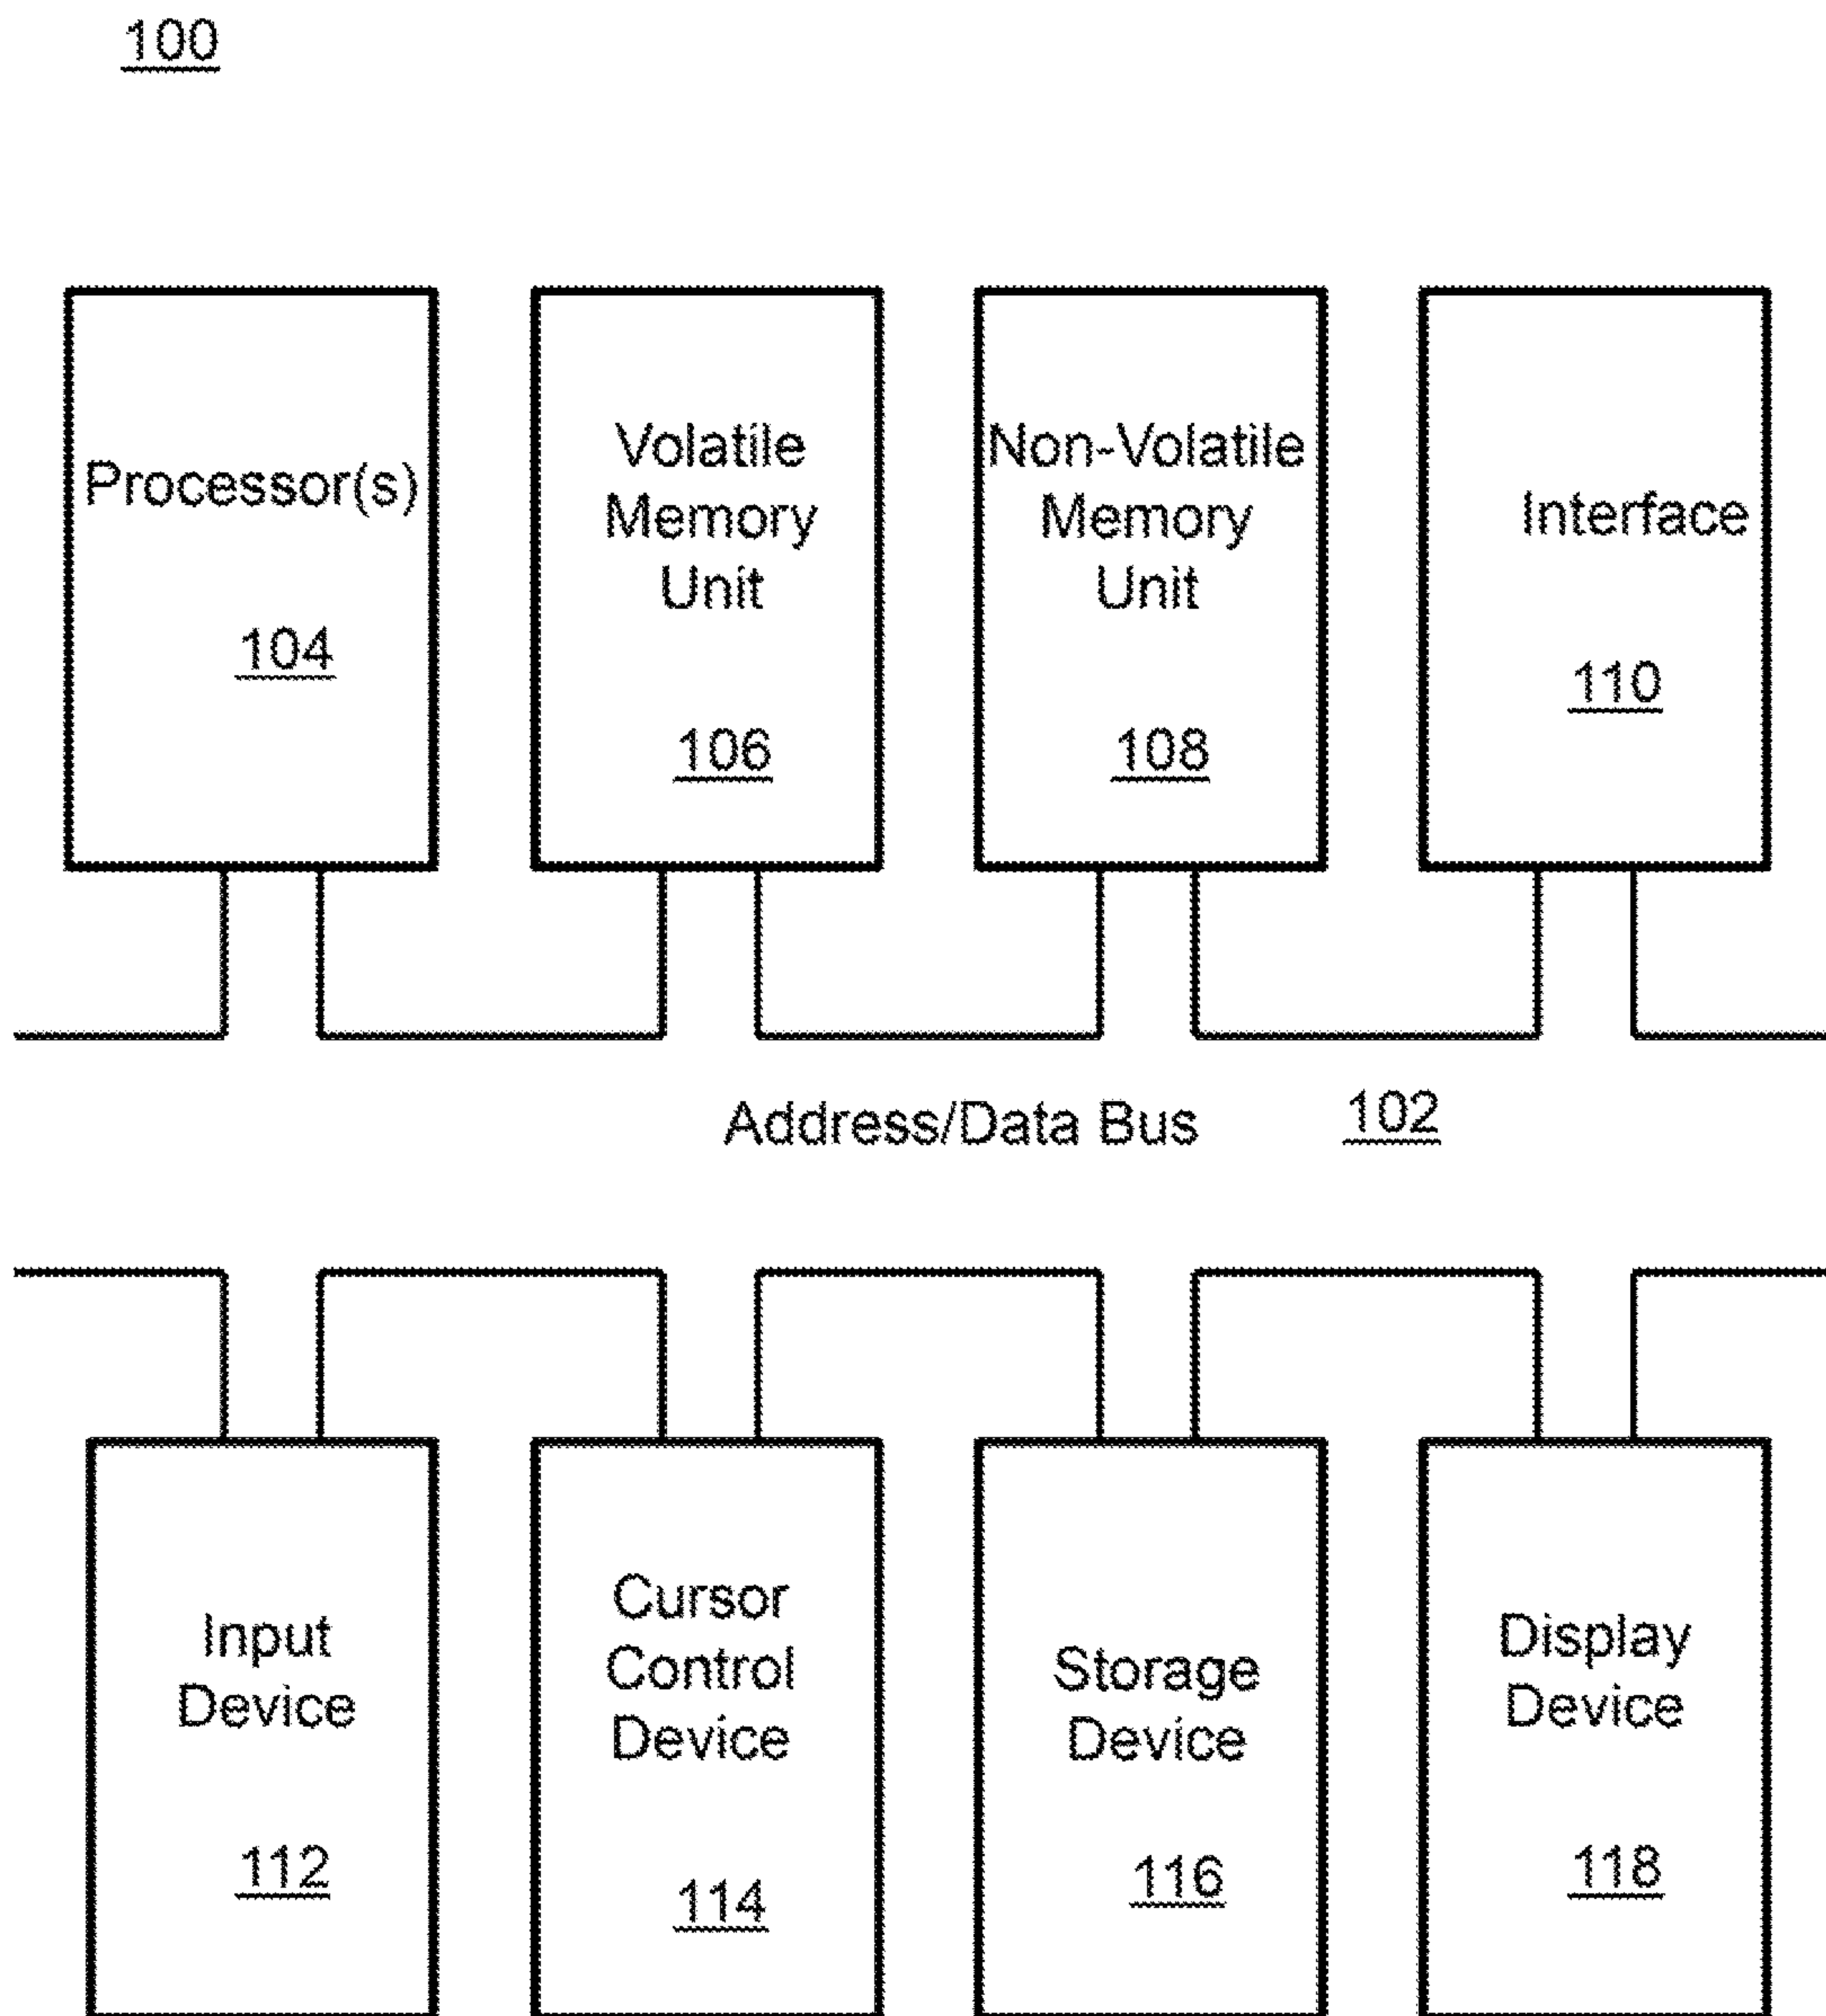 100
Processor(s)
104
Volatile
Memory
Unit
106
Non-Volatile
Memory
Unit
108
Interface
110
Address/Data Bus 102
Input
Device
112
Cursor
Control
Device
114
Storage
Device
116
Display
Device
118